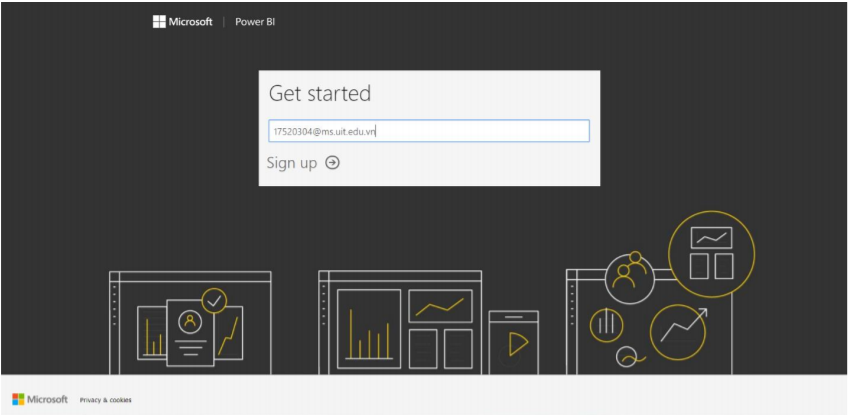 Microsoft | Power BI
Get started
17520304@ms.uit.edu.vn
Sign up
Microsoft Privacy & cookies